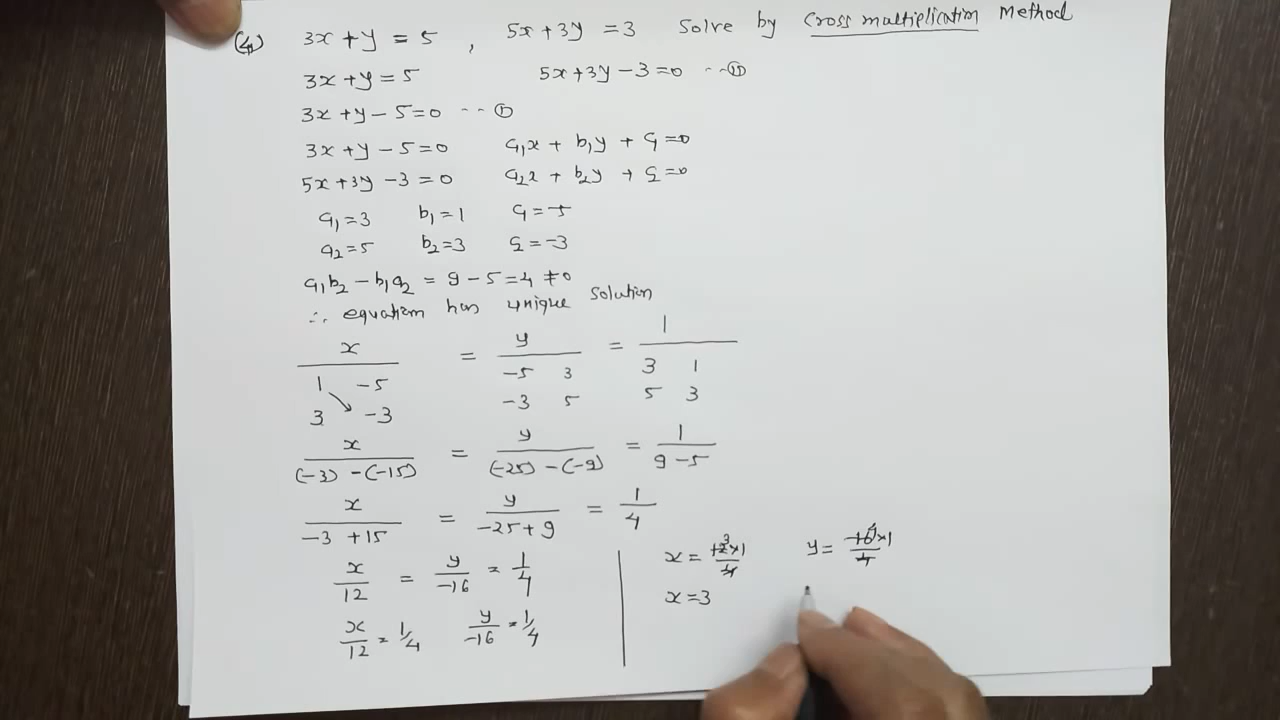 (4) 3x + y = 5 , 5x + 3y = 3 Solve by Cross multiplication Method
3x + y = 5 5x + 3y - 3 = 0 --- (II)
3x + y - 5 = 0 --- (I)
3x + y - 5 = 0 a₁x + b₁y + c₁ = 0
5x + 3y - 3 = 0 a₂x + b₂y + c₂ = 0
a₁ = 3 b₁ = 1 c₁ = -5
a₂ = 5 b₂ = 3 c₂ = -3
a₁b₂ - b₁a₂ = 9 - 5 = 4 ≠ 0
∴ equation has unique solution
x = y = 1
1 -5 -5 3 3 1
3 -3 -3 5 5 3
x/((-3) - (-15)) = y/((-25) - (-9)) = 1/(9 - 5)
x/(-3 + 15) = y/(-25 + 9) = 1/4
x/12 = y/-16 = 1/4
x/12 = 1/4 y/-16 = 1/4
x = 12×1/4 3 y = -16×1/4 4
x = 3